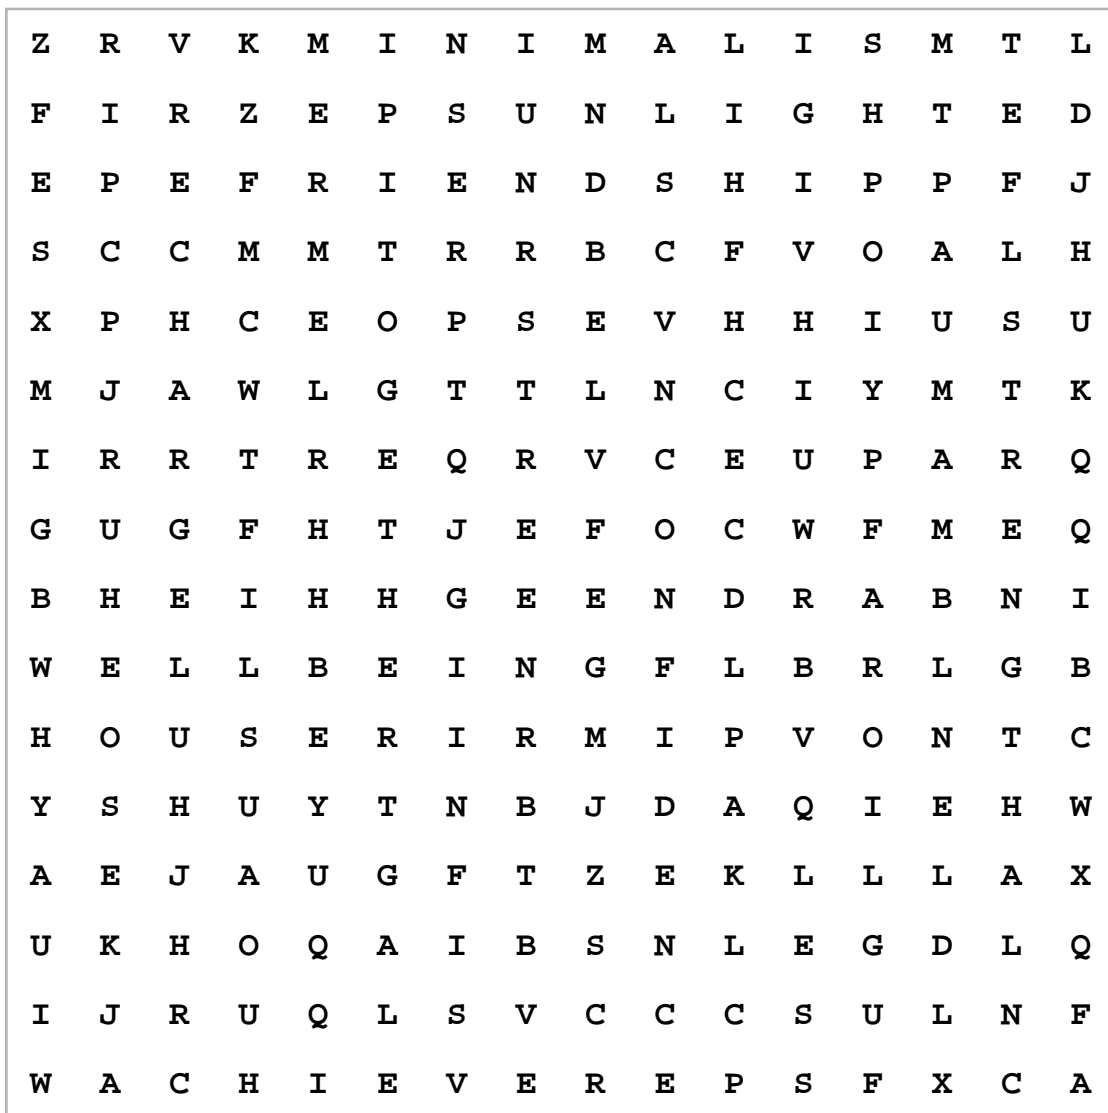 Z R V K M I N I M A L I S M T L
F I R Z E P S U N L I G H T E D
E P E F R I E N D S H I P P F J
S C C M M T R R B C F V O A L H
X P H C E O P S E V H H I U S U
M J A W L G T T L N C I Y M T K
I R R T R E Q R V C E U P A R Q
G U G F H T J E F O C W F M E Q
B H E I H H G E E N D R A B N I
W E L L B E I N G F L B R L G B
H O U S E R I R M I P V O N T C
Y S H U Y T N B J D A Q I E H W
A E J A U G F T Z E K L L L A X
U K H O Q A I B S N L E G D L Q
I J R U Q L S V C C C S U L N F
W A C H I E V E R E P S F X C A